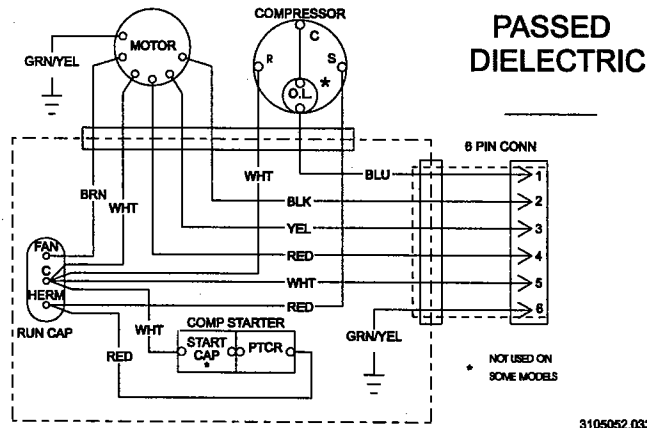 COMPRESSOR
PASSED
DIELECTRIC
MOTOR
GRN/YEL
C
R
S
O.L.
*
6 PIN CONN
WHT
BLU
1
BRN
WHT
BLK
2
YEL
3
FAN
RED
4
C
WHT
5
HERM
RED
6
RUN CAP
WHT
COMP STARTER
GRN/YEL
RED
START
CAP
*
PTCR
* NOT USED ON
SOME MODELS
3105052.033